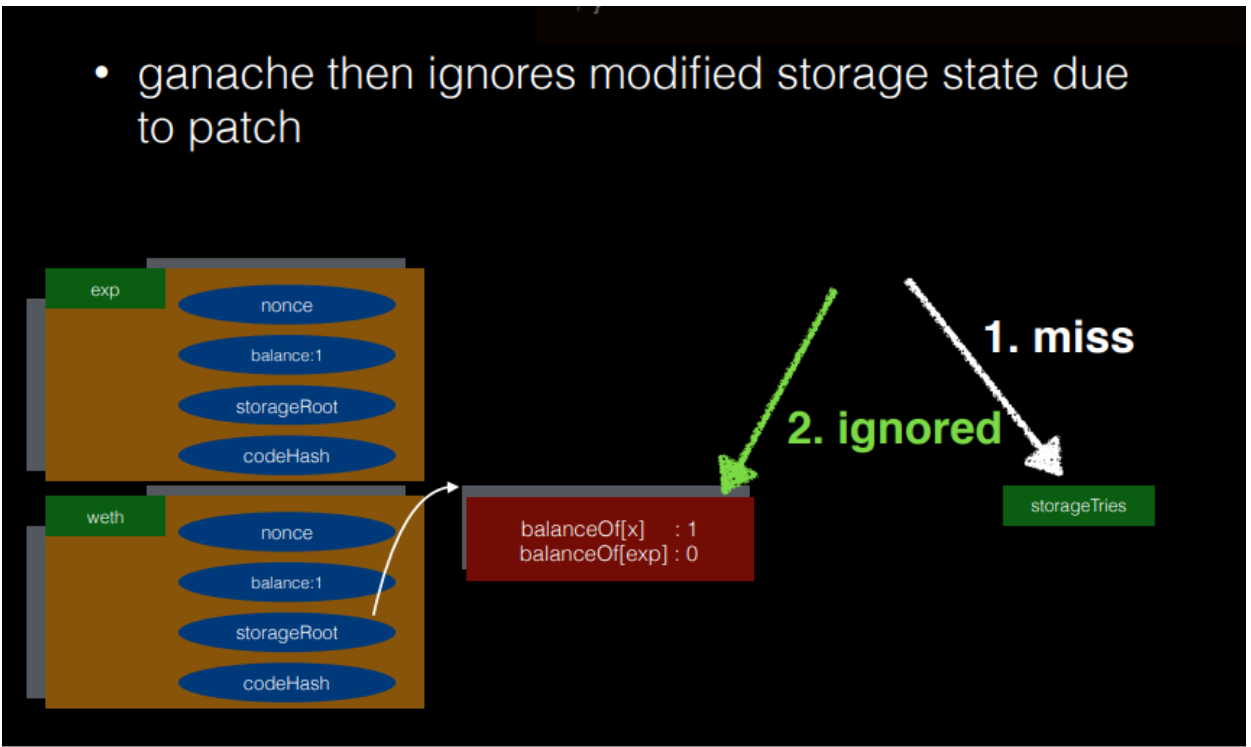 ; }
• ganache then ignores modified storage state due
to patch
exp
nonce
balance:1
storageRoot
codeHash
weth
nonce
balance:1
storageRoot
codeHash
balanceOf[x] : 1
balanceOf[exp] : 0
1. miss
2. ignored
storageTries